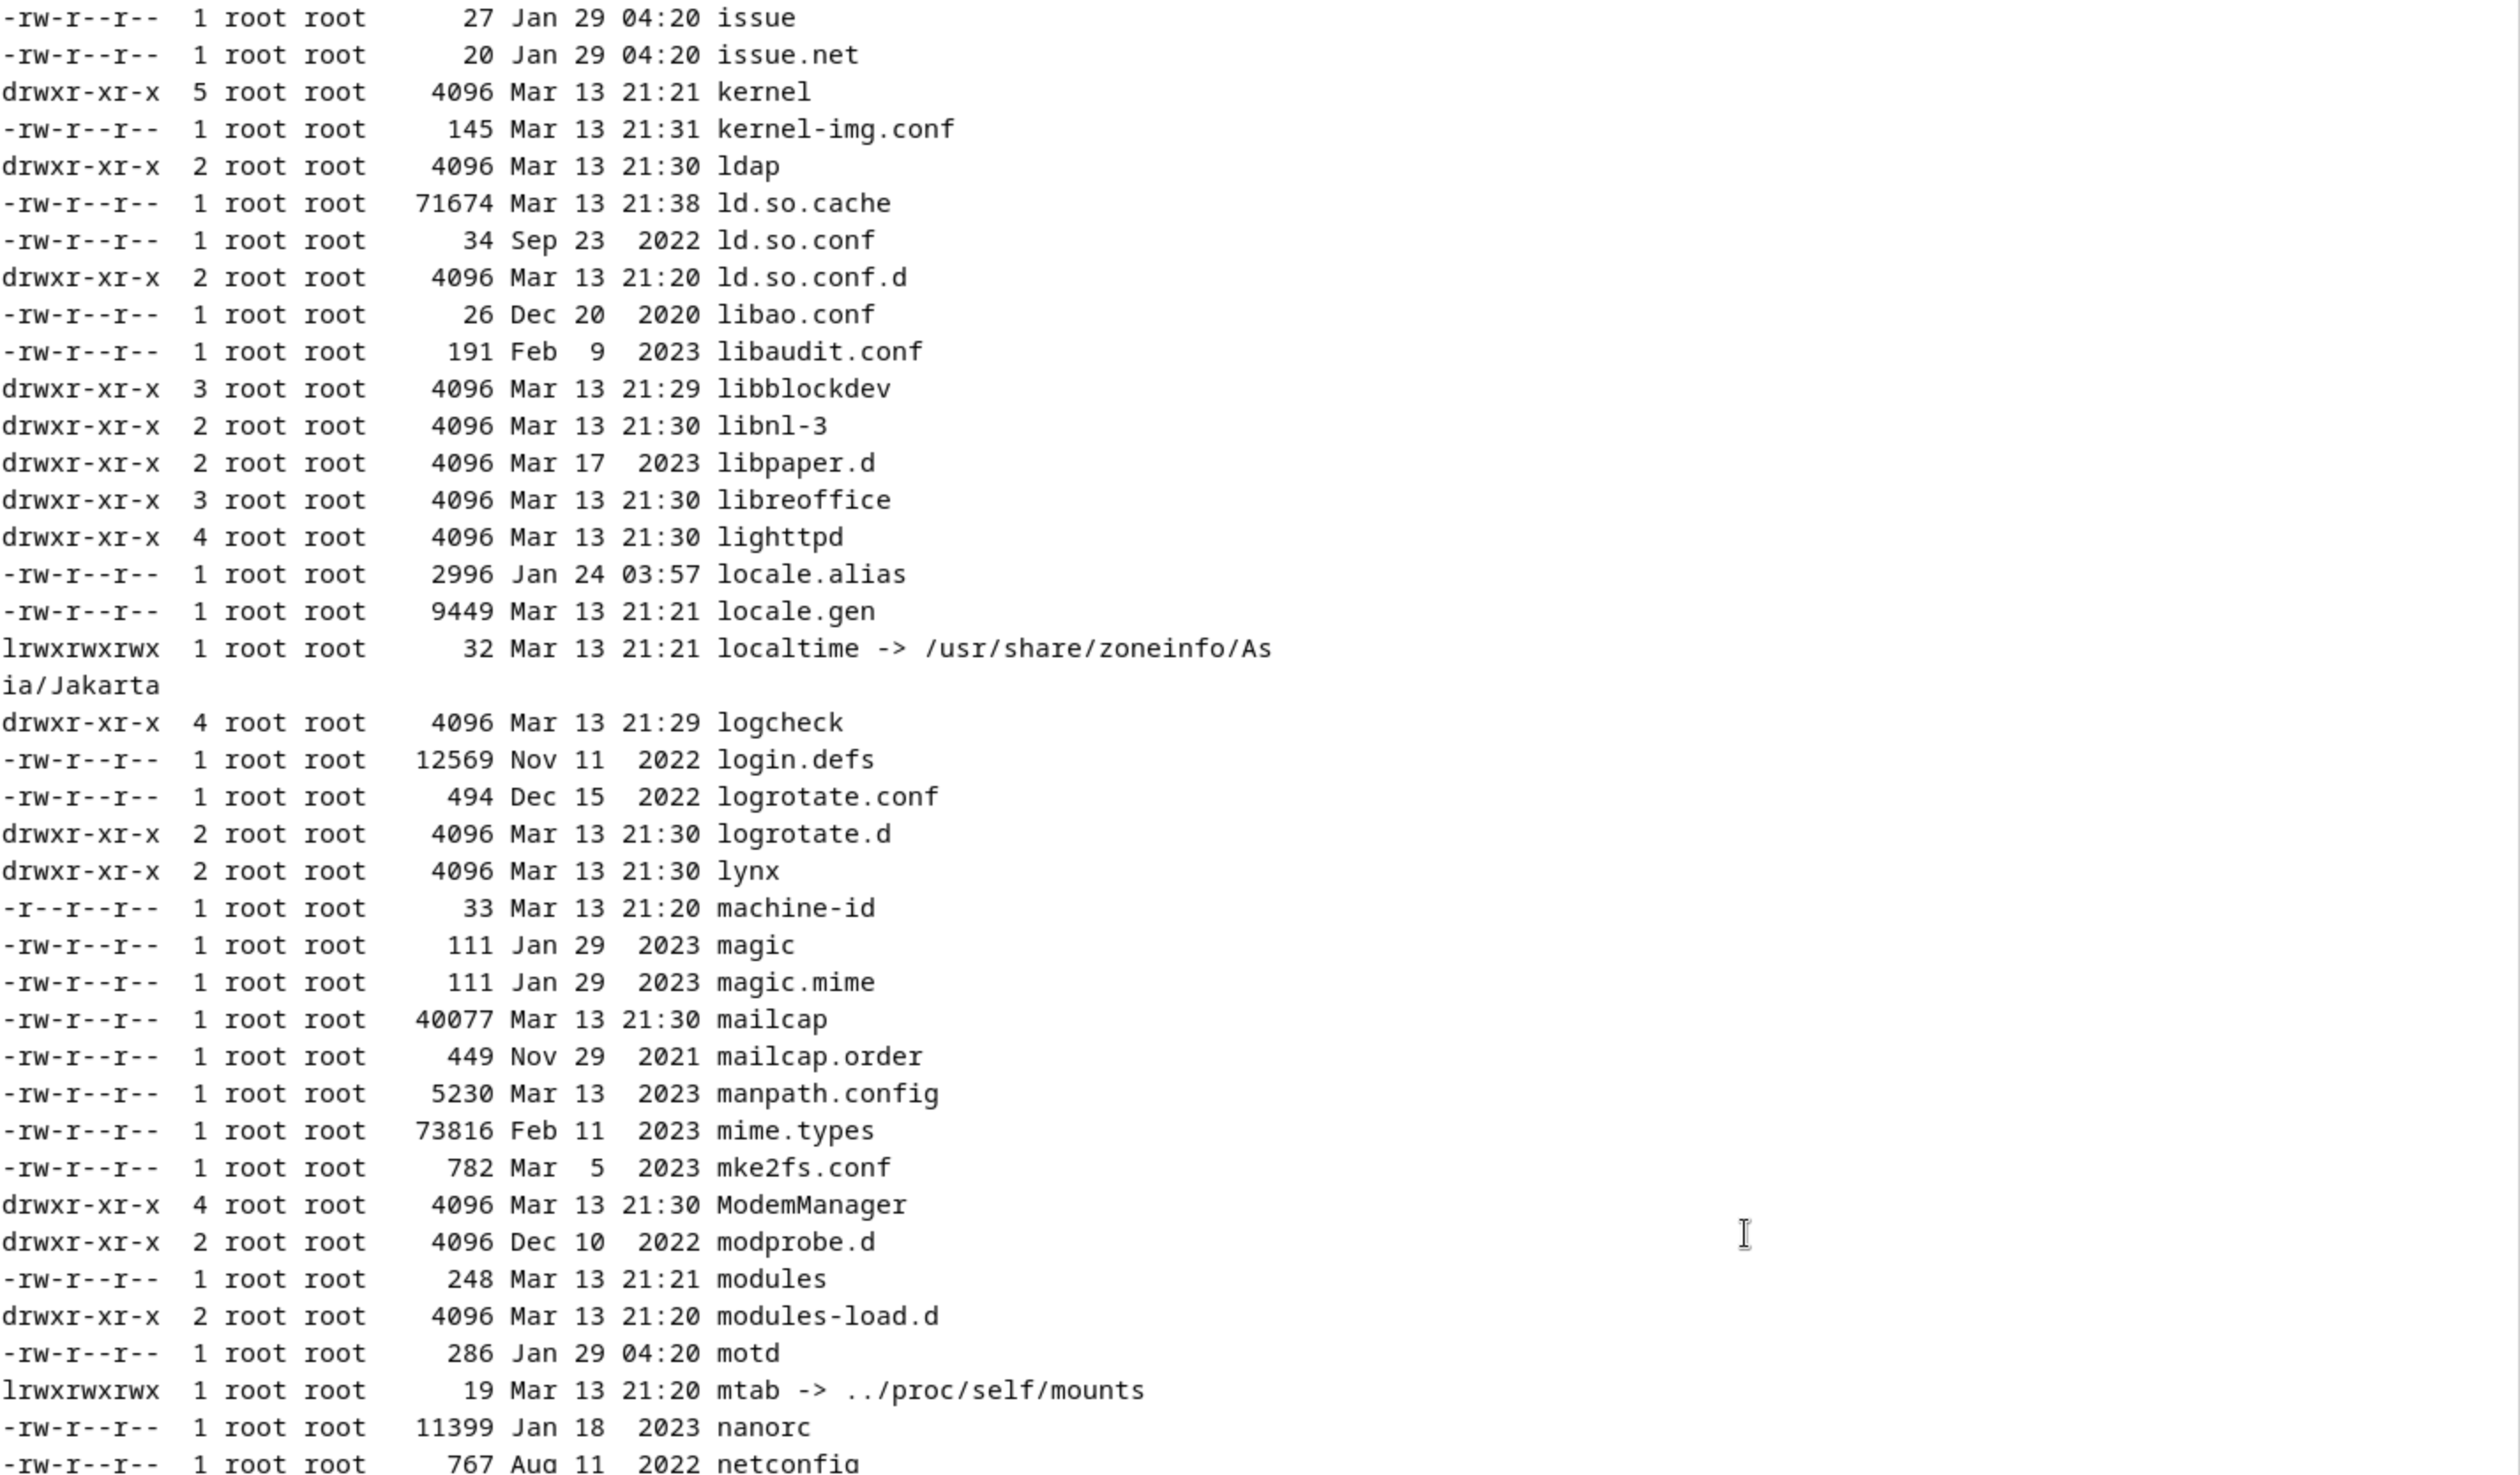 -rw-r--r--  1 root root    27 Jan 29 04:20 issue
-rw-r--r--  1 root root    20 Jan 29 04:20 issue.net
drwxr-xr-x  5 root root  4096 Mar 13 21:21 kernel
-rw-r--r--  1 root root   145 Mar 13 21:31 kernel-img.conf
drwxr-xr-x  2 root root  4096 Mar 13 21:30 ldap
-rw-r--r--  1 root root 71674 Mar 13 21:38 ld.so.cache
-rw-r--r--  1 root root    34 Sep 23  2022 ld.so.conf
drwxr-xr-x  2 root root  4096 Mar 13 21:20 ld.so.conf.d
-rw-r--r--  1 root root    26 Dec 20  2020 libao.conf
-rw-r--r--  1 root root   191 Feb  9  2023 libaudit.conf
drwxr-xr-x  3 root root  4096 Mar 13 21:29 libblockdev
drwxr-xr-x  2 root root  4096 Mar 13 21:30 libnl-3
drwxr-xr-x  2 root root  4096 Mar 17  2023 libpaper.d
drwxr-xr-x  3 root root  4096 Mar 13 21:30 libreoffice
drwxr-xr-x  4 root root  4096 Mar 13 21:30 lighttpd
-rw-r--r--  1 root root  2996 Jan 24 03:57 locale.alias
-rw-r--r--  1 root root  9449 Mar 13 21:21 locale.gen
lrwxrwxrwx  1 root root    32 Mar 13 21:21 localtime -> /usr/share/zoneinfo/As
ia/Jakarta
drwxr-xr-x  4 root root  4096 Mar 13 21:29 logcheck
-rw-r--r--  1 root root 12569 Nov 11  2022 login.defs
-rw-r--r--  1 root root   494 Dec 15  2022 logrotate.conf
drwxr-xr-x  2 root root  4096 Mar 13 21:30 logrotate.d
drwxr-xr-x  2 root root  4096 Mar 13 21:30 lynx
-r--r--r--  1 root root    33 Mar 13 21:20 machine-id
-rw-r--r--  1 root root   111 Jan 29  2023 magic
-rw-r--r--  1 root root   111 Jan 29  2023 magic.mime
-rw-r--r--  1 root root 40077 Mar 13 21:30 mailcap
-rw-r--r--  1 root root   449 Nov 29  2021 mailcap.order
-rw-r--r--  1 root root  5230 Mar 13  2023 manpath.config
-rw-r--r--  1 root root 73816 Feb 11  2023 mime.types
-rw-r--r--  1 root root   782 Mar  5  2023 mke2fs.conf
drwxr-xr-x  4 root root  4096 Mar 13 21:30 ModemManager
drwxr-xr-x  2 root root  4096 Dec 10  2022 modprobe.d
-rw-r--r--  1 root root   248 Mar 13 21:21 modules
drwxr-xr-x  2 root root  4096 Mar 13 21:20 modules-load.d
-rw-r--r--  1 root root   286 Jan 29 04:20 motd
lrwxrwxrwx  1 root root    19 Mar 13 21:20 mtab -> ../proc/self/mounts
-rw-r--r--  1 root root 11399 Jan 18  2023 nanorc
-rw-r--r--  1 root root   767 Aug 11  2022 netconfig